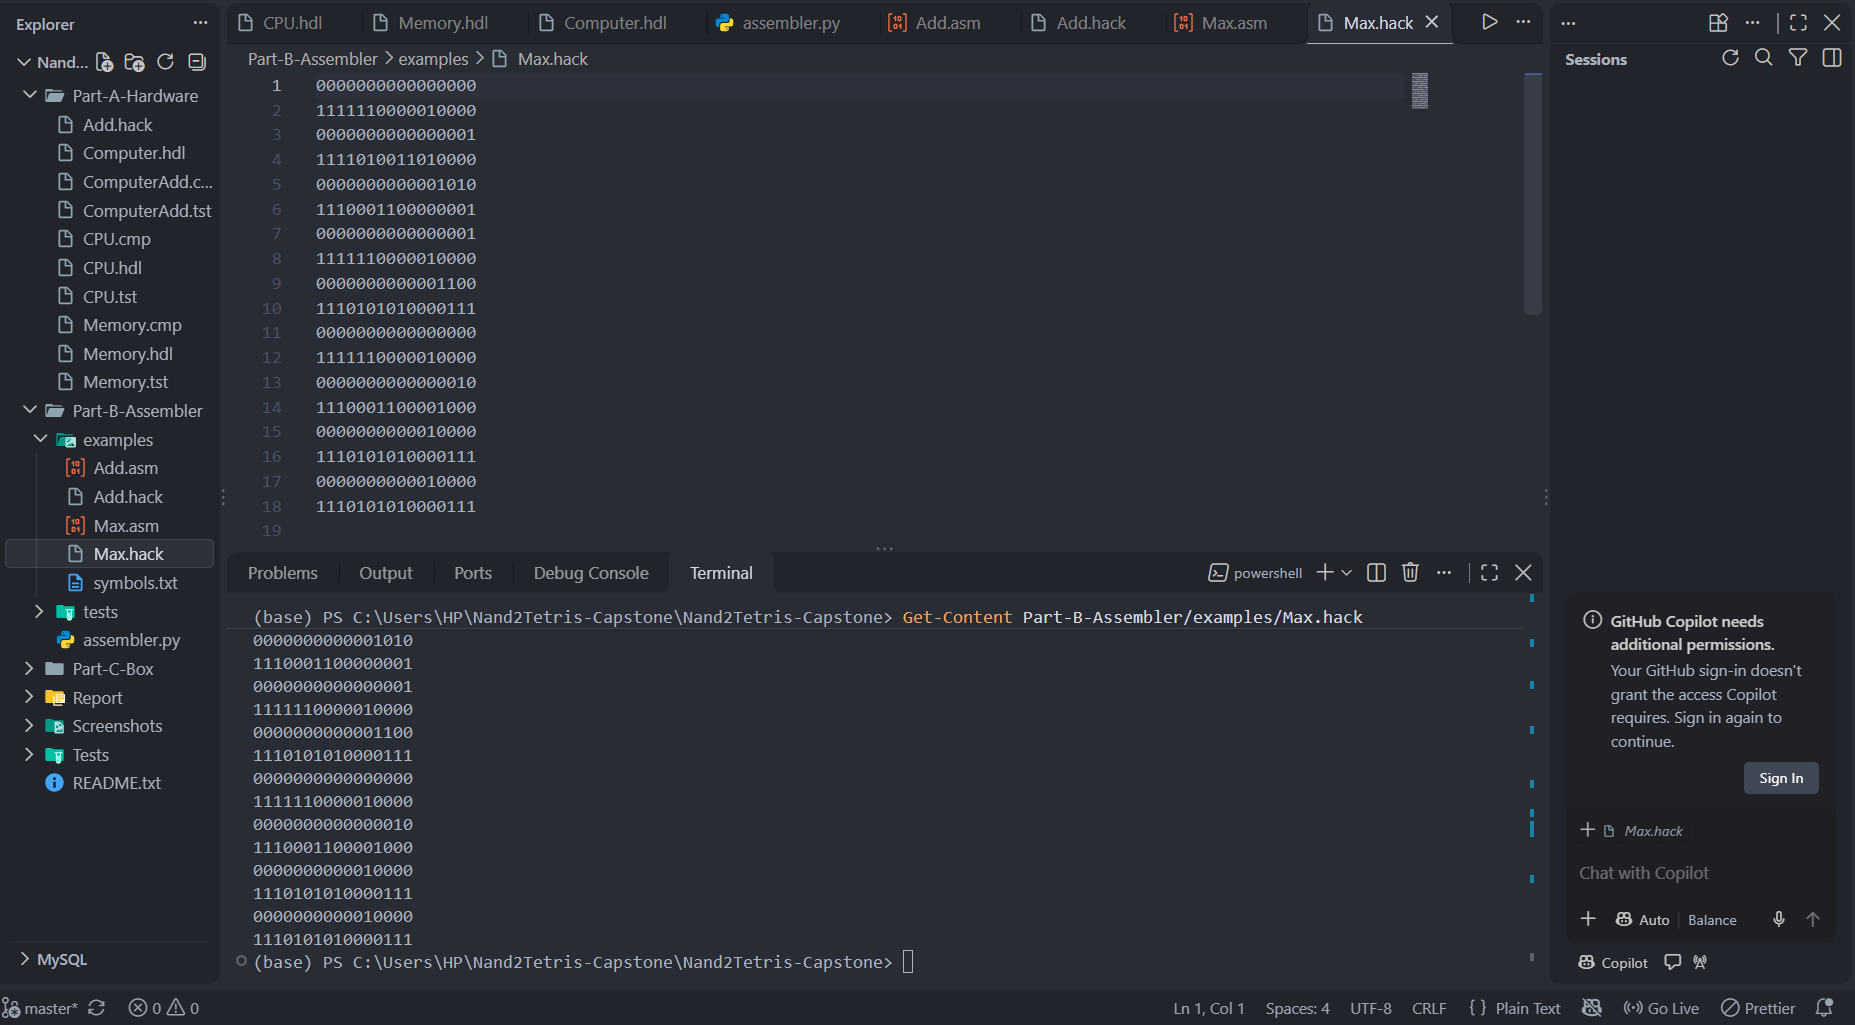 Explorer
Nand...
Part-A-Hardware
Add.hack
Computer.hdl
ComputerAdd.c...
ComputerAdd.tst
CPU.cmp
CPU.hdl
CPU.tst
Memory.cmp
Memory.hdl
Memory.tst
Part-B-Assembler
examples
Add.asm
Add.hack
Max.asm
Max.hack
symbols.txt
tests
assembler.py
Part-C-Box
Report
Screenshots
Tests
README.txt
MySQL
CPU.hdl Memory.hdl Computer.hdl assembler.py Add.asm Add.hack Max.asm Max.hack
Part-B-Assembler > examples > Max.hack
1 0000000000000000
2 1111110000010000
3 0000000000000001
4 1111010011010000
5 0000000000001010
6 1110001100000001
7 0000000000000001
8 1111110000010000
9 0000000000001100
10 1110101010000111
11 0000000000000000
12 1111110000010000
13 0000000000000010
14 1110001100001000
15 0000000000010000
16 1110101010000111
17 0000000000010000
18 1110101010000111
19
Problems Output Ports Debug Console Terminal powershell
(base) PS C:\Users\HP\Nand2Tetris-Capstone\Nand2Tetris-Capstone> Get-Content Part-B-Assembler/examples/Max.hack
0000000000001010
1110001100000001
0000000000000001
1111110000010000
0000000000001100
1110101010000111
0000000000000000
1111110000010000
0000000000000010
1110001100001000
0000000000010000
1110101010000111
0000000000010000
1110101010000111
(base) PS C:\Users\HP\Nand2Tetris-Capstone\Nand2Tetris-Capstone>
Sessions
GitHub Copilot needs
additional permissions.
Your GitHub sign-in doesn't
grant the access Copilot
requires. Sign in again to
continue.
Sign In
Max.hack
Chat with Copilot
Auto Balance
Copilot
master* 0 0 Ln 1, Col 1 Spaces: 4 UTF-8 CRLF {} Plain Text Go Live Prettier